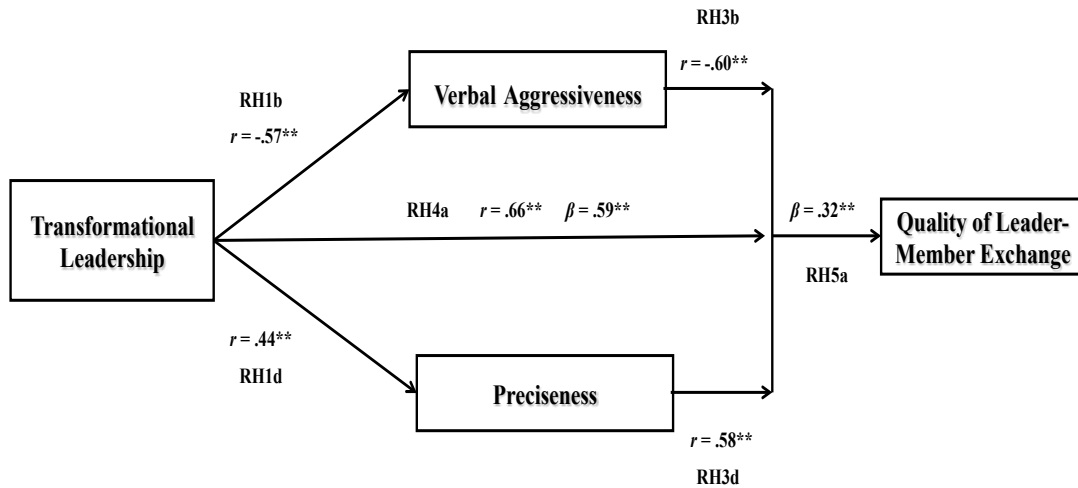 RH3b
r = -.60**
Verbal Aggressiveness
RH1b
r = -.57**
Transformational
Leadership
RH4a r = .66** β = .59**
β = .32**
RH5a
Quality of Leader-
Member Exchange
r = .44**
RH1d
Preciseness
r = .58**
RH3d